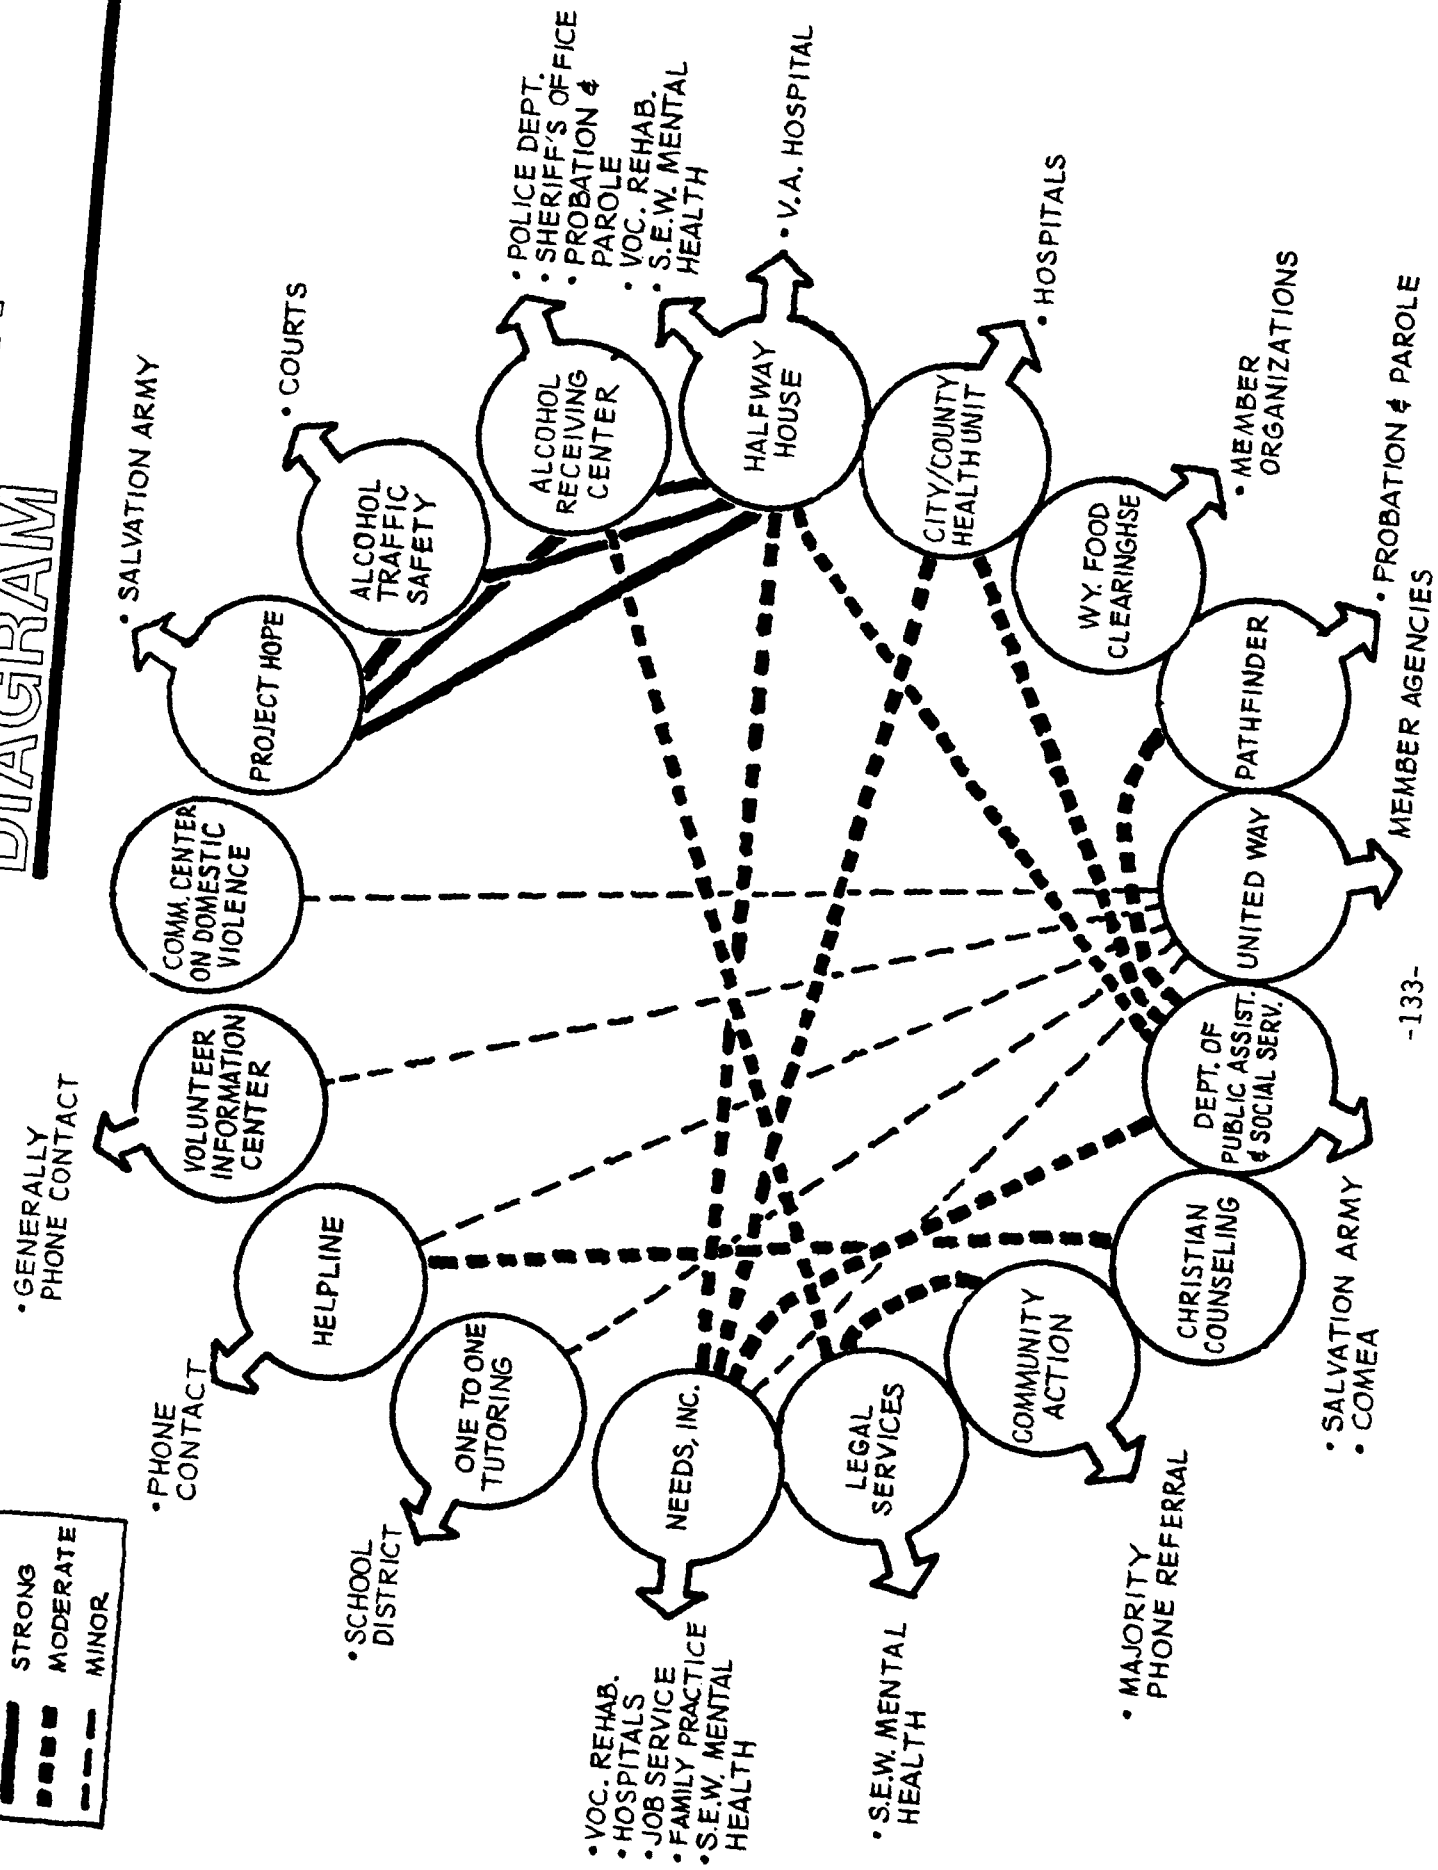 DIAGRAM
STRONG
MODERATE
MINOR
• GENERALLY
PHONE CONTACT
• PHONE
CONTACT
• SCHOOL
DISTRICT
• VOC. REHAB.
• HOSPITALS
• JOB SERVICE
• FAMILY PRACTICE
• S.E.W. MENTAL
HEALTH
• S.E.W. MENTAL
HEALTH
• MAJORITY
PHONE REFERRAL
• SALVATION ARMY
• COMEA
MEMBER AGENCIES
• PROBATION & PAROLE
• MEMBER
ORGANIZATIONS
• HOSPITALS
• V.A. HOSPITAL
• POLICE DEPT.
• SHERIFF'S OFFICE
• PROBATION &
PAROLE
• VOC. REHAB.
• S.E.W. MENTAL
HEALTH
• COURTS
• SALVATION ARMY
COMM. CENTER
ON DOMESTIC
VIOLENCE
PROJECT HOPE
ALCOHOL
TRAFFIC
SAFETY
ALCOHOL
RECEIVING
CENTER
HALFWAY
HOUSE
CITY/COUNTY
HEALTH UNIT
WY. FOOD
CLEARINGHSE
PATHFINDER
UNITED WAY
DEPT. OF
PUBLIC ASSIST.
& SOCIAL SERV.
CHRISTIAN
COUNSELING
COMMUNITY
ACTION
LEGAL
SERVICES
NEEDS, INC.
ONE TO ONE
TUTORING
HELPLINE
VOLUNTEER
INFORMATION
CENTER
-133-